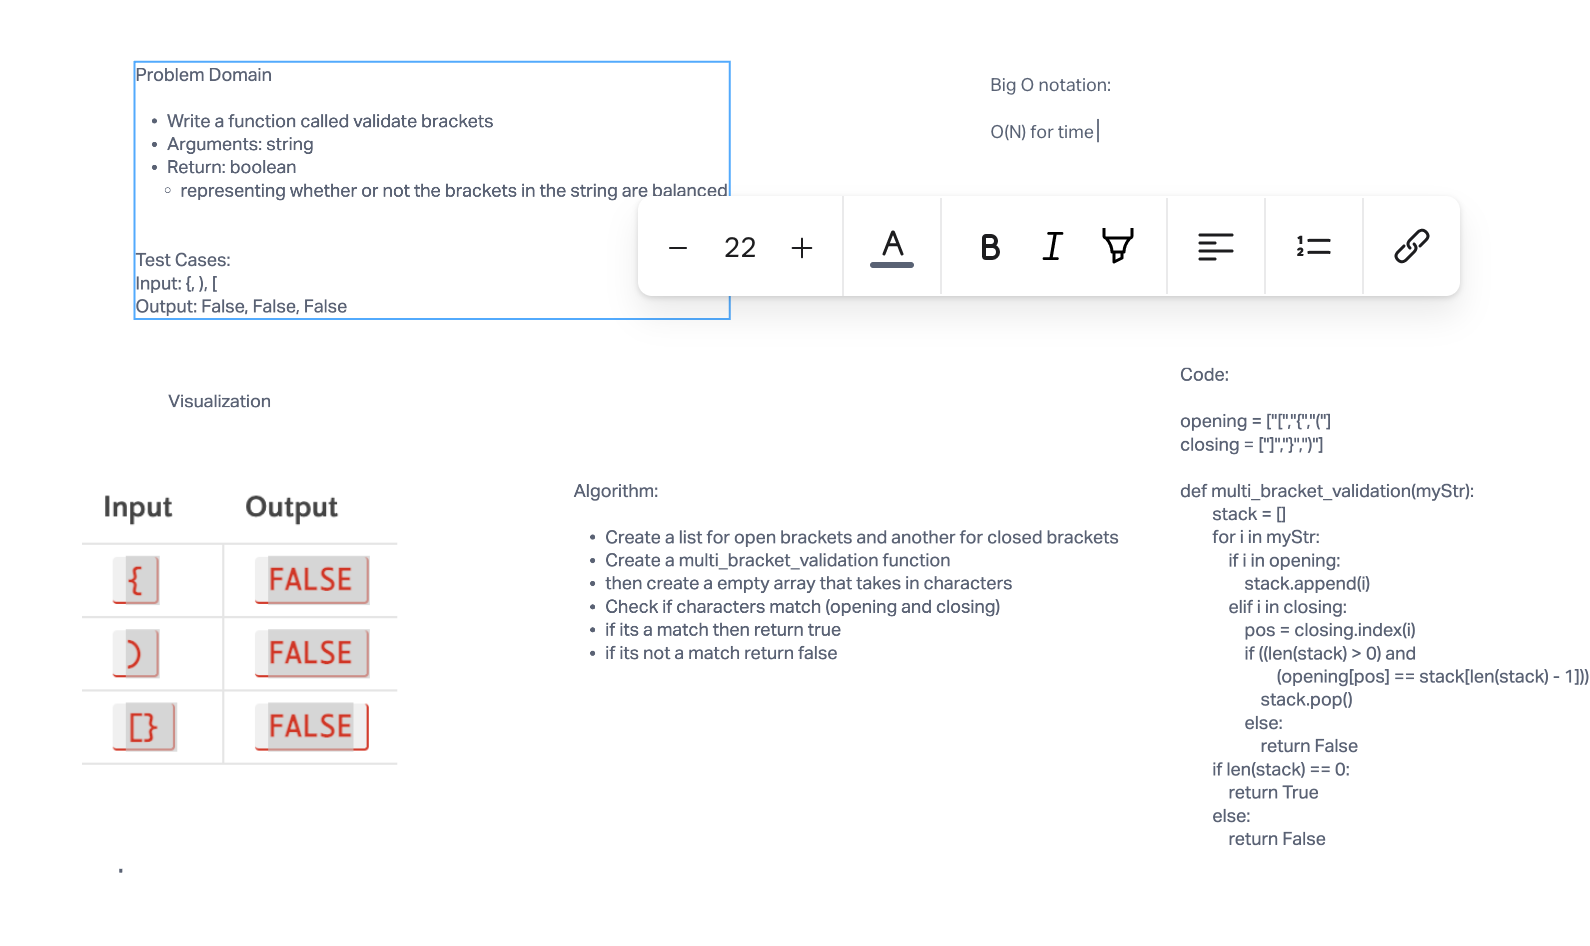 Problem Domain
• Write a function called validate brackets
• Arguments: string
• Return: boolean
◦ representing whether or not the brackets in the string are balanced
Test Cases:
Input: {, ), [
Output: False, False, False
Big O notation:
O(N) for time
22
A
B I
Visualization
Input Output
{ FALSE
) FALSE
[} FALSE
Algorithm:
• Create a list for open brackets and another for closed brackets
• Create a multi_bracket_validation function
• then create a empty array that takes in characters
• Check if characters match (opening and closing)
• if its a match then return true
• if its not a match return false
Code:
opening = ["[","{","("]
closing = ["]","}",")"]
def multi_bracket_validation(myStr):
stack = []
for i in myStr:
if i in opening:
stack.append(i)
elif i in closing:
pos = closing.index(i)
if ((len(stack) > 0) and
(opening[pos] == stack[len(stack) - 1]))
stack.pop()
else:
return False
if len(stack) == 0:
return True
else:
return False